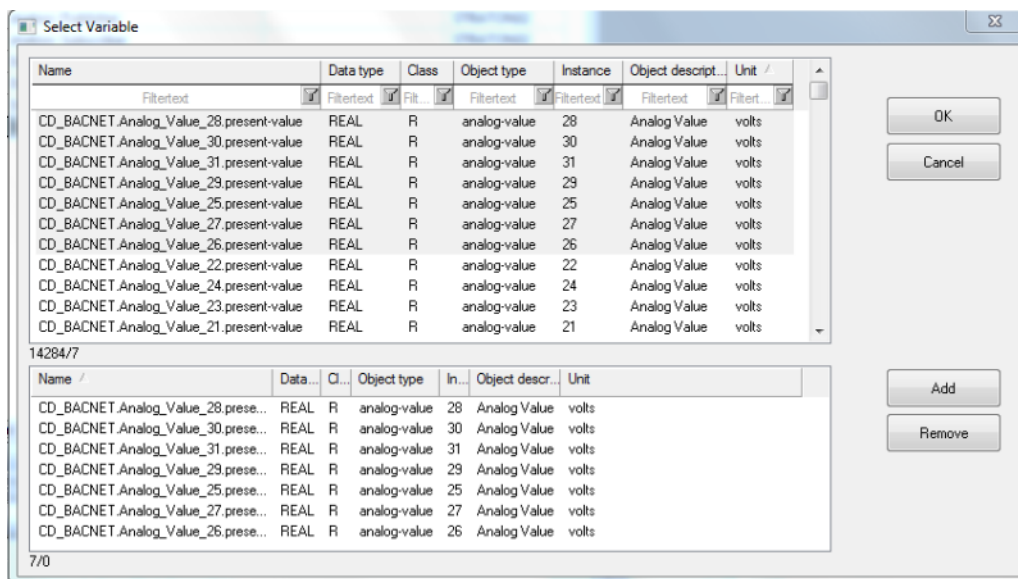 Select Variable
Name Data type Class Object type Instance Object descript... Unit
Filtertext Filtertext Filt... Filtertext Filtertext Filtertext Filtert...
CD_BACNET.Analog_Value_28.present-value REAL R analog-value 28 Analog Value volts
CD_BACNET.Analog_Value_30.present-value REAL R analog-value 30 Analog Value volts
CD_BACNET.Analog_Value_31.present-value REAL R analog-value 31 Analog Value volts
CD_BACNET.Analog_Value_29.present-value REAL R analog-value 29 Analog Value volts
CD_BACNET.Analog_Value_25.present-value REAL R analog-value 25 Analog Value volts
CD_BACNET.Analog_Value_27.present-value REAL R analog-value 27 Analog Value volts
CD_BACNET.Analog_Value_26.present-value REAL R analog-value 26 Analog Value volts
CD_BACNET.Analog_Value_22.present-value REAL R analog-value 22 Analog Value volts
CD_BACNET.Analog_Value_24.present-value REAL R analog-value 24 Analog Value volts
CD_BACNET.Analog_Value_23.present-value REAL R analog-value 23 Analog Value volts
CD_BACNET.Analog_Value_21.present-value REAL R analog-value 21 Analog Value volts
14284/7
OK
Cancel
Name Data... Cl... Object type In... Object descr... Unit
CD_BACNET.Analog_Value_28.prese... REAL R analog-value 28 Analog Value volts
CD_BACNET.Analog_Value_30.prese... REAL R analog-value 30 Analog Value volts
CD_BACNET.Analog_Value_31.prese... REAL R analog-value 31 Analog Value volts
CD_BACNET.Analog_Value_29.prese... REAL R analog-value 29 Analog Value volts
CD_BACNET.Analog_Value_25.prese... REAL R analog-value 25 Analog Value volts
CD_BACNET.Analog_Value_27.prese... REAL R analog-value 27 Analog Value volts
CD_BACNET.Analog_Value_26.prese... REAL R analog-value 26 Analog Value volts
7/0
Add
Remove